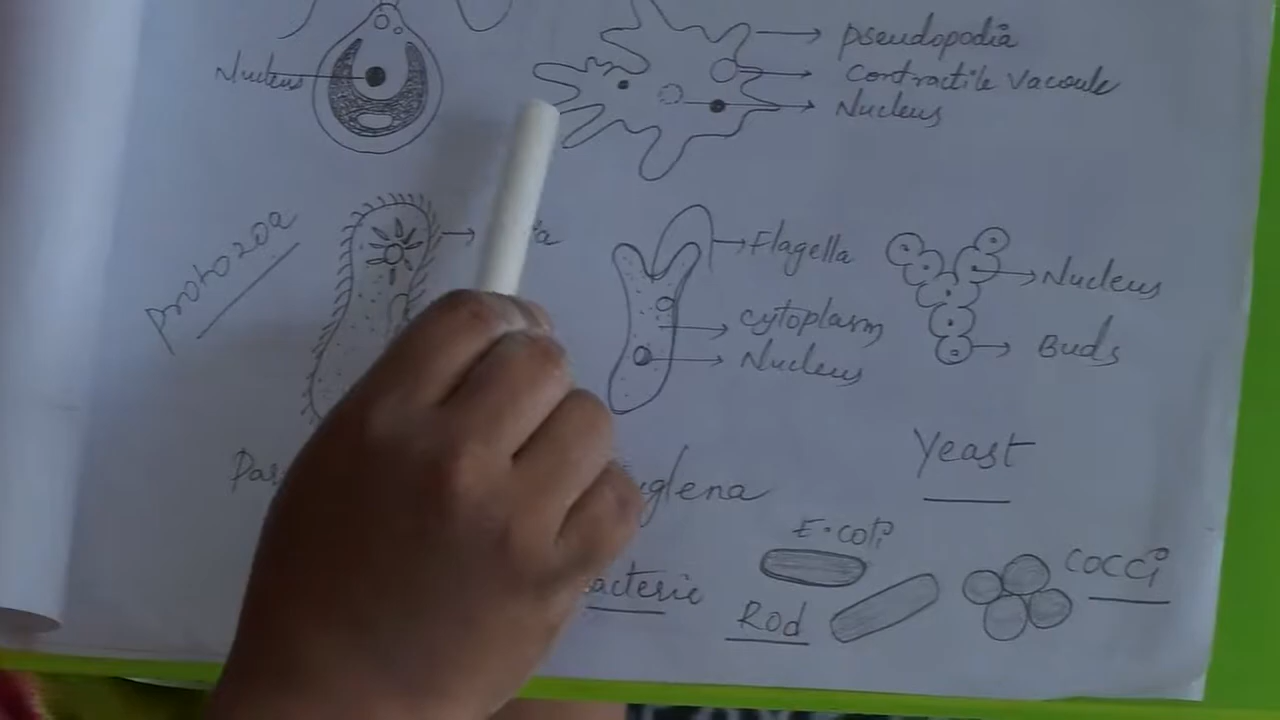 Nucleus
pseudopodia
Contractile Vacoule
Nucleus
Protozoa
Flagella
cytoplasm
Nucleus
Nucleus
Buds
Yeast
E.coli
Rod
cocci